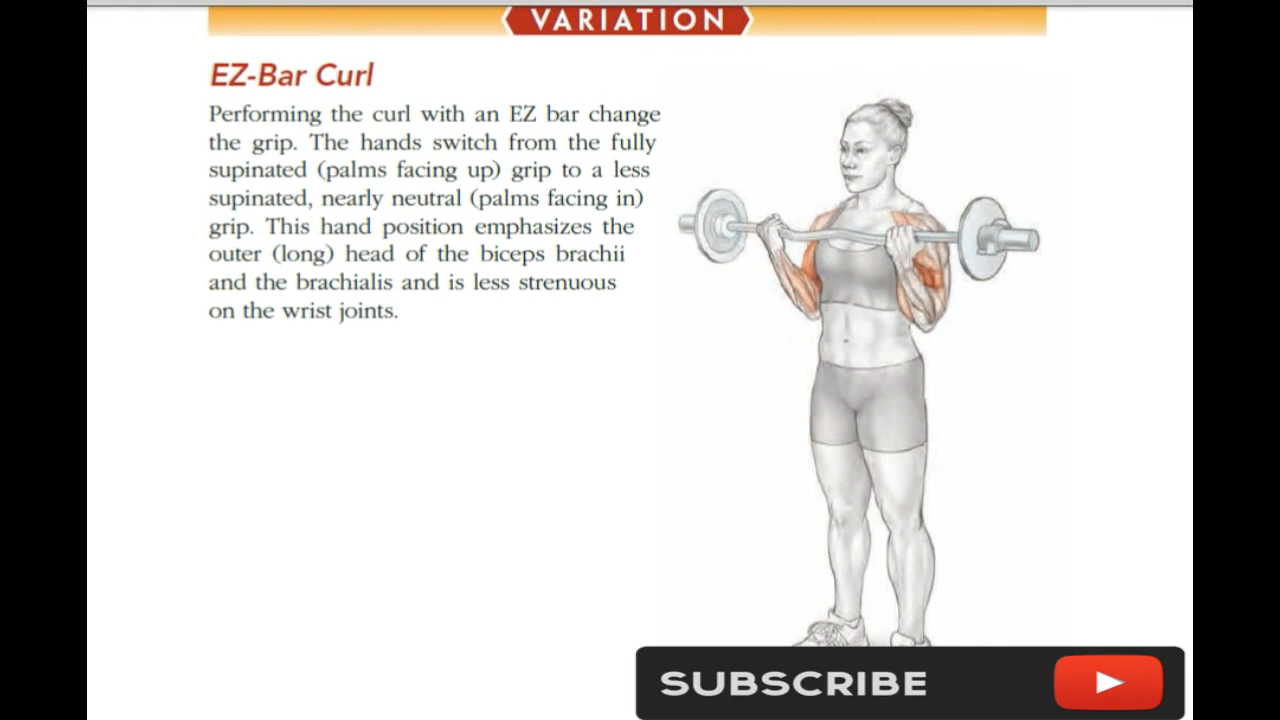 VARIATION
EZ-Bar Curl
Performing the curl with an EZ bar change
the grip. The hands switch from the fully
supinated (palms facing up) grip to a less
supinated, nearly neutral (palms facing in)
grip. This hand position emphasizes the
outer (long) head of the biceps brachii
and the brachialis and is less strenuous
on the wrist joints.
SUBSCRIBE